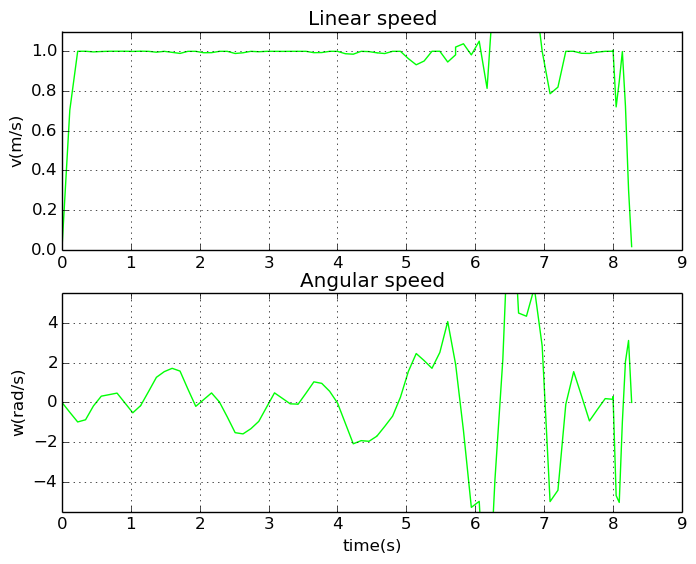 Linear speed
v(m/s)
1.0
0.8
0.6
0.4
0.2
0.0
0 1 2 3 4 5 6 7 8 9
Angular speed
w(rad/s)
4
2
0
−2
−4
0 1 2 3 4 5 6 7 8 9
time(s)